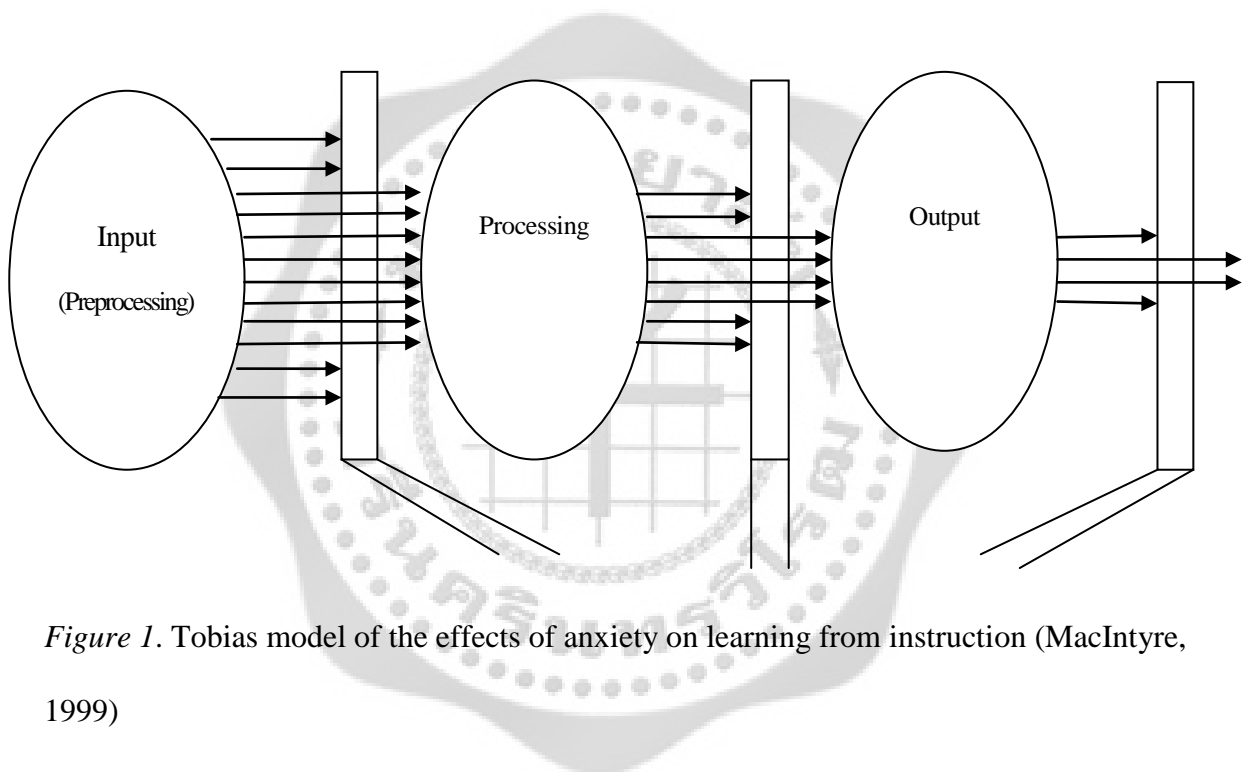 Input
(Preprocessing)
Processing
Output
Figure 1. Tobias model of the effects of anxiety on learning from instruction (MacIntyre,
1999)